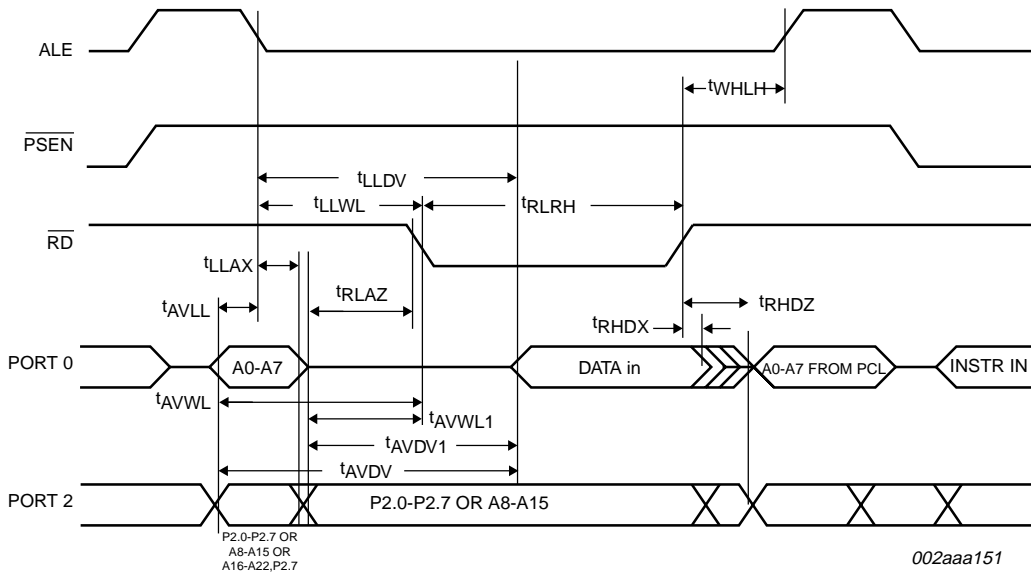 ALE
tWHLH
PSEN
tLLDV
tLLWL
tRLRH
RD
tLLAX
tRLAZ
tAVLL
tRHDZ
tRHDX
PORT 0
A0-A7
DATA in
A0-A7 FROM PCL
INSTR IN
tAVWL
tAVWL1
tAVDV1
tAVDV
PORT 2
P2.0-P2.7 OR A8-A15
P2.0-P2.7 OR
A8-A15 OR
A16-A22,P2.7
002aaa151